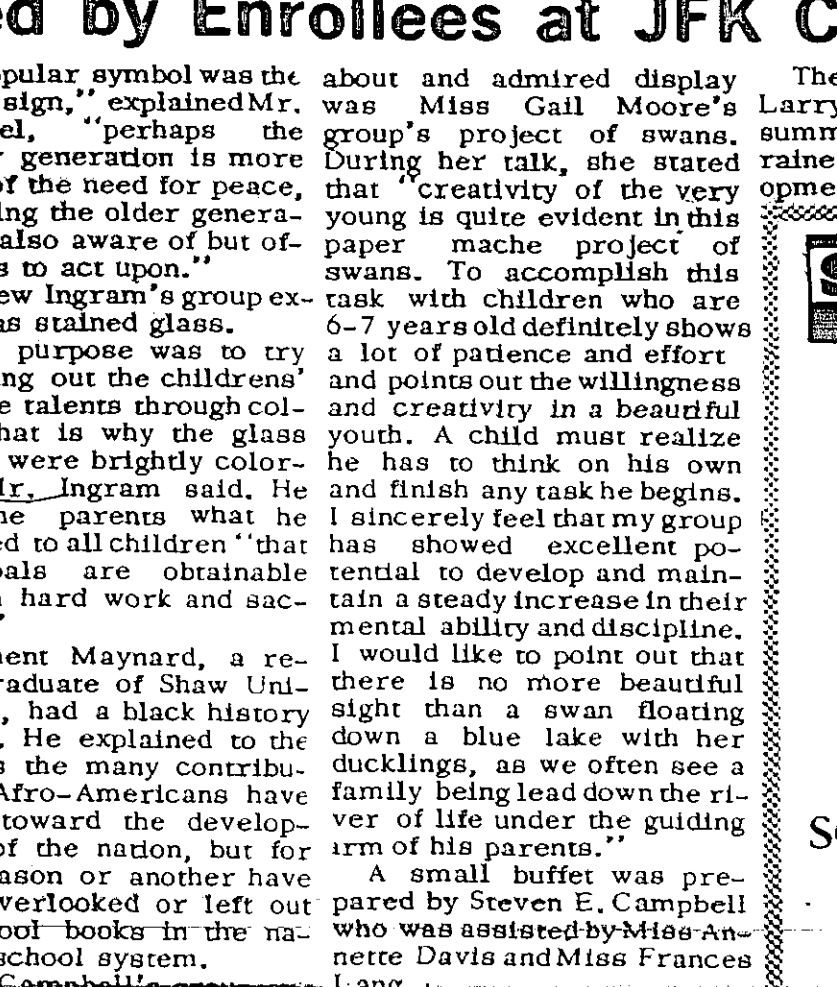 ed by Enrollees at JFK C
opular symbol was the
sign," explained Mr.
el, "perhaps the
r generation is more
of the need for peace,
ing the older genera-
also aware of but of-
s to act upon."
ew Ingram's group ex-
as stained glass.
purpose was to try
ng out the childrens'
e talents through col-
hat is why the glass
were brightly color-
Mr. Ingram said. He
he parents what he
ed to all children "that
oals are obtainable
h hard work and sac-
"
ment Maynard, a re-
raduate of Shaw Uni-
, had a black history
. He explained to the
s the many contribu-
Afro-Americans have
toward the develop-
of the nation, but for
ason or another have
verlooked or left out
ool books in the na-
school system.
Campbell's
about and admired display
was Miss Gail Moore's
group's project of swans.
During her talk, she stated
that "creativity of the very
young is quite evident in this
paper mache project of
swans. To accomplish this
task with children who are
6-7 years old definitely shows
a lot of patience and effort
and points out the willingness
and creativity in a beautiful
youth. A child must realize
he has to think on his own
and finish any task he begins.
I sincerely feel that my group
has showed excellent po-
tential to develop and main-
tain a steady increase in their
mental ability and discipline.
I would like to point out that
there is no more beautiful
sight than a swan floating
down a blue lake with her
ducklings, as we often see a
family being lead down the ri-
ver of life under the guiding
arm of his parents."
A small buffet was pre-
pared by Steven E. Campbell
who was assisted by Miss An-
nette Davis and Miss Frances
Lang
The
Larry
summ
raine
opme
S
S